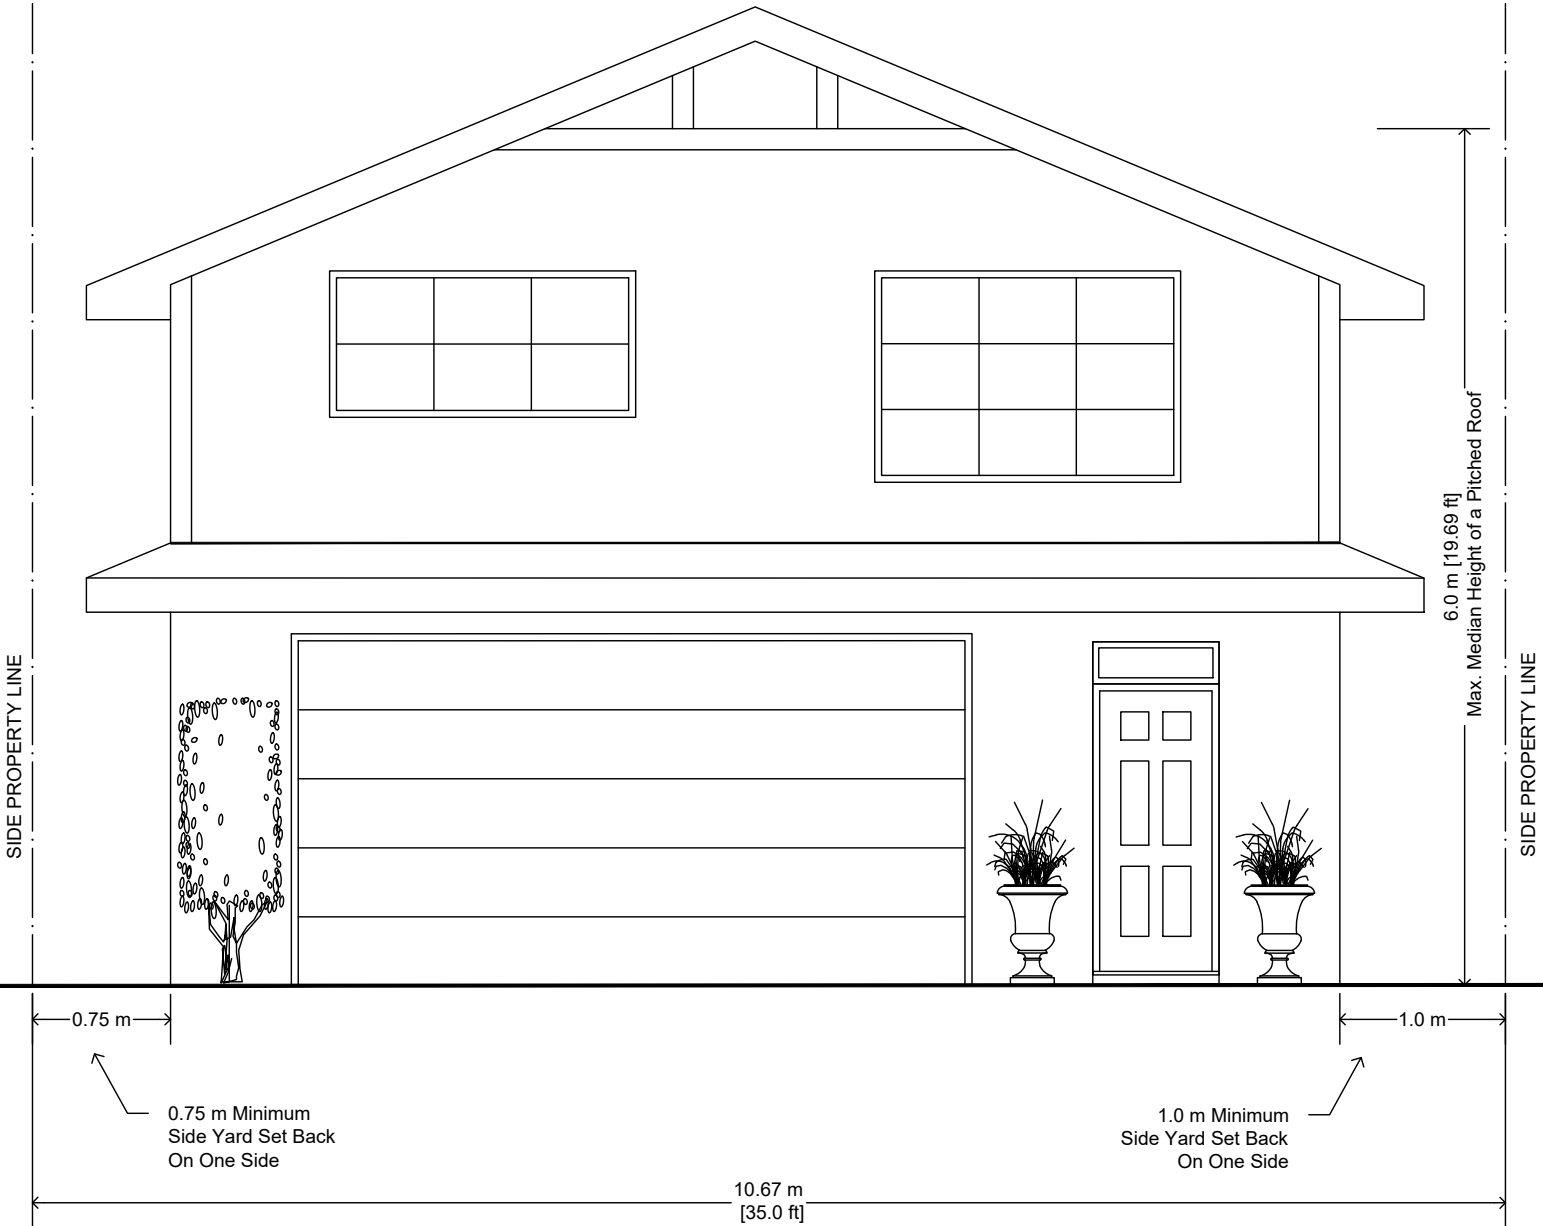 6.0 m [19.69 ft]
Max. Median Height of a Pitched Roof
SIDE PROPERTY LINE
SIDE PROPERTY LINE
0.75 m
1.0 m
0.75 m Minimum
Side Yard Set Back
On One Side
1.0 m Minimum
Side Yard Set Back
On One Side
10.67 m
[35.0 ft]